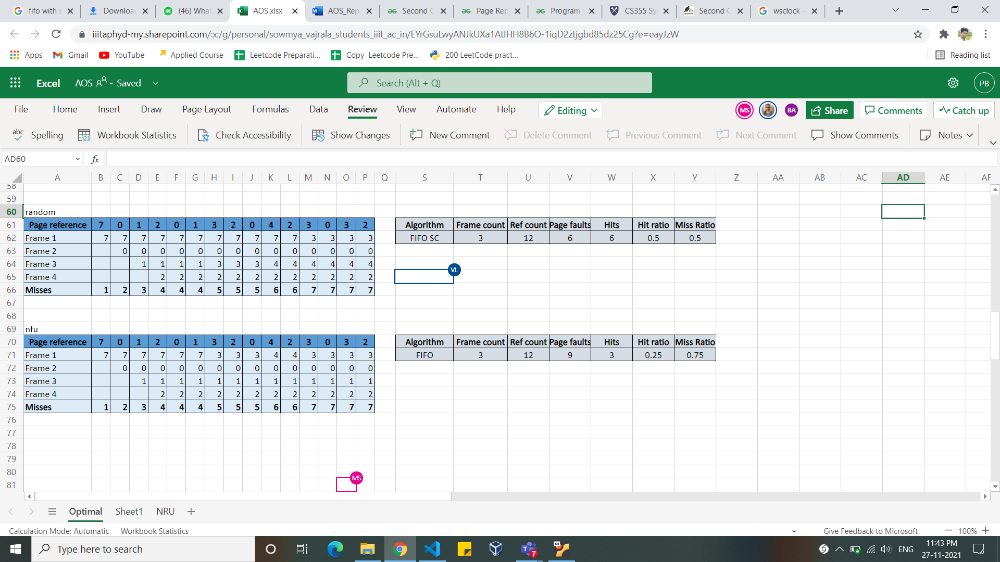 fifo with s
Downloac
(46) What
AOS.xlsx
AOS_Rep
Second C
Page Rep
Program
CS355 Sy
Second C
wsclock -
iiitaphyd-my.sharepoint.com/:x:/g/personal/sowmya_vajrala_students_iiit_ac_in/EYrGsuLwyANJkUXa1AtIHH8B6O-1iqD2ztjgbd85dz25Cg?e=eayJzW
Apps Gmail YouTube Applied Course Leetcode Preparati... Copy Leetcode Pre... 200 LeetCode pract... Reading list
Excel AOS - Saved Search (Alt + Q) PB
File Home Insert Draw Page Layout Formulas Data Review View Automate Help Editing MS BA Share Comments Catch up
abc Spelling 123 Workbook Statistics Check Accessibility Show Changes New Comment Delete Comment Previous Comment Next Comment Show Comments Notes
AD60 fx
A B C D E F G H I J K L M N O P Q S T U V W X Y Z AA AB AC AD AE AF
58
59
60 random
61 Page reference 7 0 1 2 0 1 3 2 0 4 2 3 0 3 2 Algorithm Frame count Ref count Page faults Hits Hit ratio Miss Ratio
62 Frame 1 7 7 7 7 7 7 7 7 7 7 7 3 3 3 3 FIFO SC 3 12 6 6 0.5 0.5
63 Frame 2 0 0 0 0 0 0 0 0 0 0 0 0 0 0
64 Frame 3 1 1 1 1 3 3 3 4 4 4 4 4 4
VL
65 Frame 4 2 2 2 2 2 2 2 2 2 2 2 2
66 Misses 1 2 3 4 4 4 5 5 5 6 6 7 7 7 7
67
68
69 nfu
70 Page reference 7 0 1 2 0 1 3 2 0 4 2 3 0 3 2 Algorithm Frame count Ref count Page faults Hits Hit ratio Miss Ratio
71 Frame 1 7 7 7 7 7 7 3 3 3 4 4 3 3 3 3 FIFO 3 12 9 3 0.25 0.75
72 Frame 2 0 0 0 0 0 0 0 0 0 0 0 0 0 0
73 Frame 3 1 1 1 1 1 1 1 1 1 1 1 1 1
74 Frame 4 2 2 2 2 2 2 2 2 2 2 2 2
75 Misses 1 2 3 4 4 4 5 5 5 6 6 7 7 7 7
76
77
78
79
80
MS
81
Optimal Sheet1 NRU
Calculation Mode: Automatic Workbook Statistics Give Feedback to Microsoft 100%
Type here to search
7
64
ENG
11:43 PM
27-11-2021